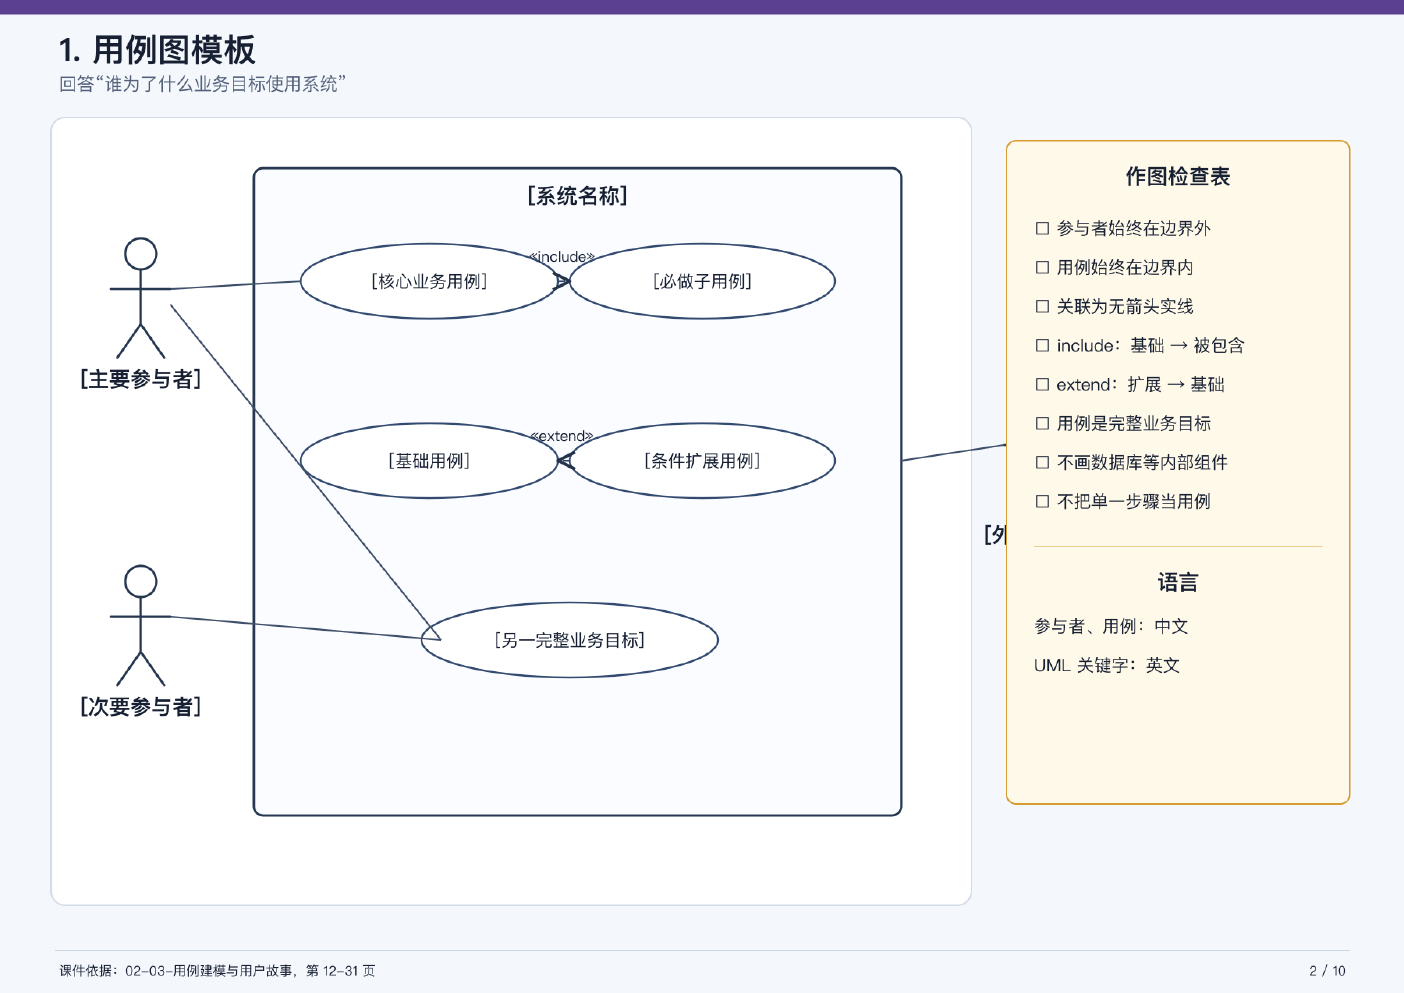 1. 用例图模板
回答“谁为了什么业务目标使用系统”
[系统名称]
«include»
[核心业务用例]
[必做子用例]
[主要参与者]
«extend»
[基础用例]
[条件扩展用例]
[外
[另一完整业务目标]
[次要参与者]
作图检查表
☐ 参与者始终在边界外
☐ 用例始终在边界内
☐ 关联为无箭头实线
☐ include：基础 → 被包含
☐ extend：扩展 → 基础
☐ 用例是完整业务目标
☐ 不画数据库等内部组件
☐ 不把单一步骤当用例
语言
参与者、用例：中文
UML 关键字：英文
课件依据：02-03-用例建模与用户故事，第 12-31 页
2 / 10